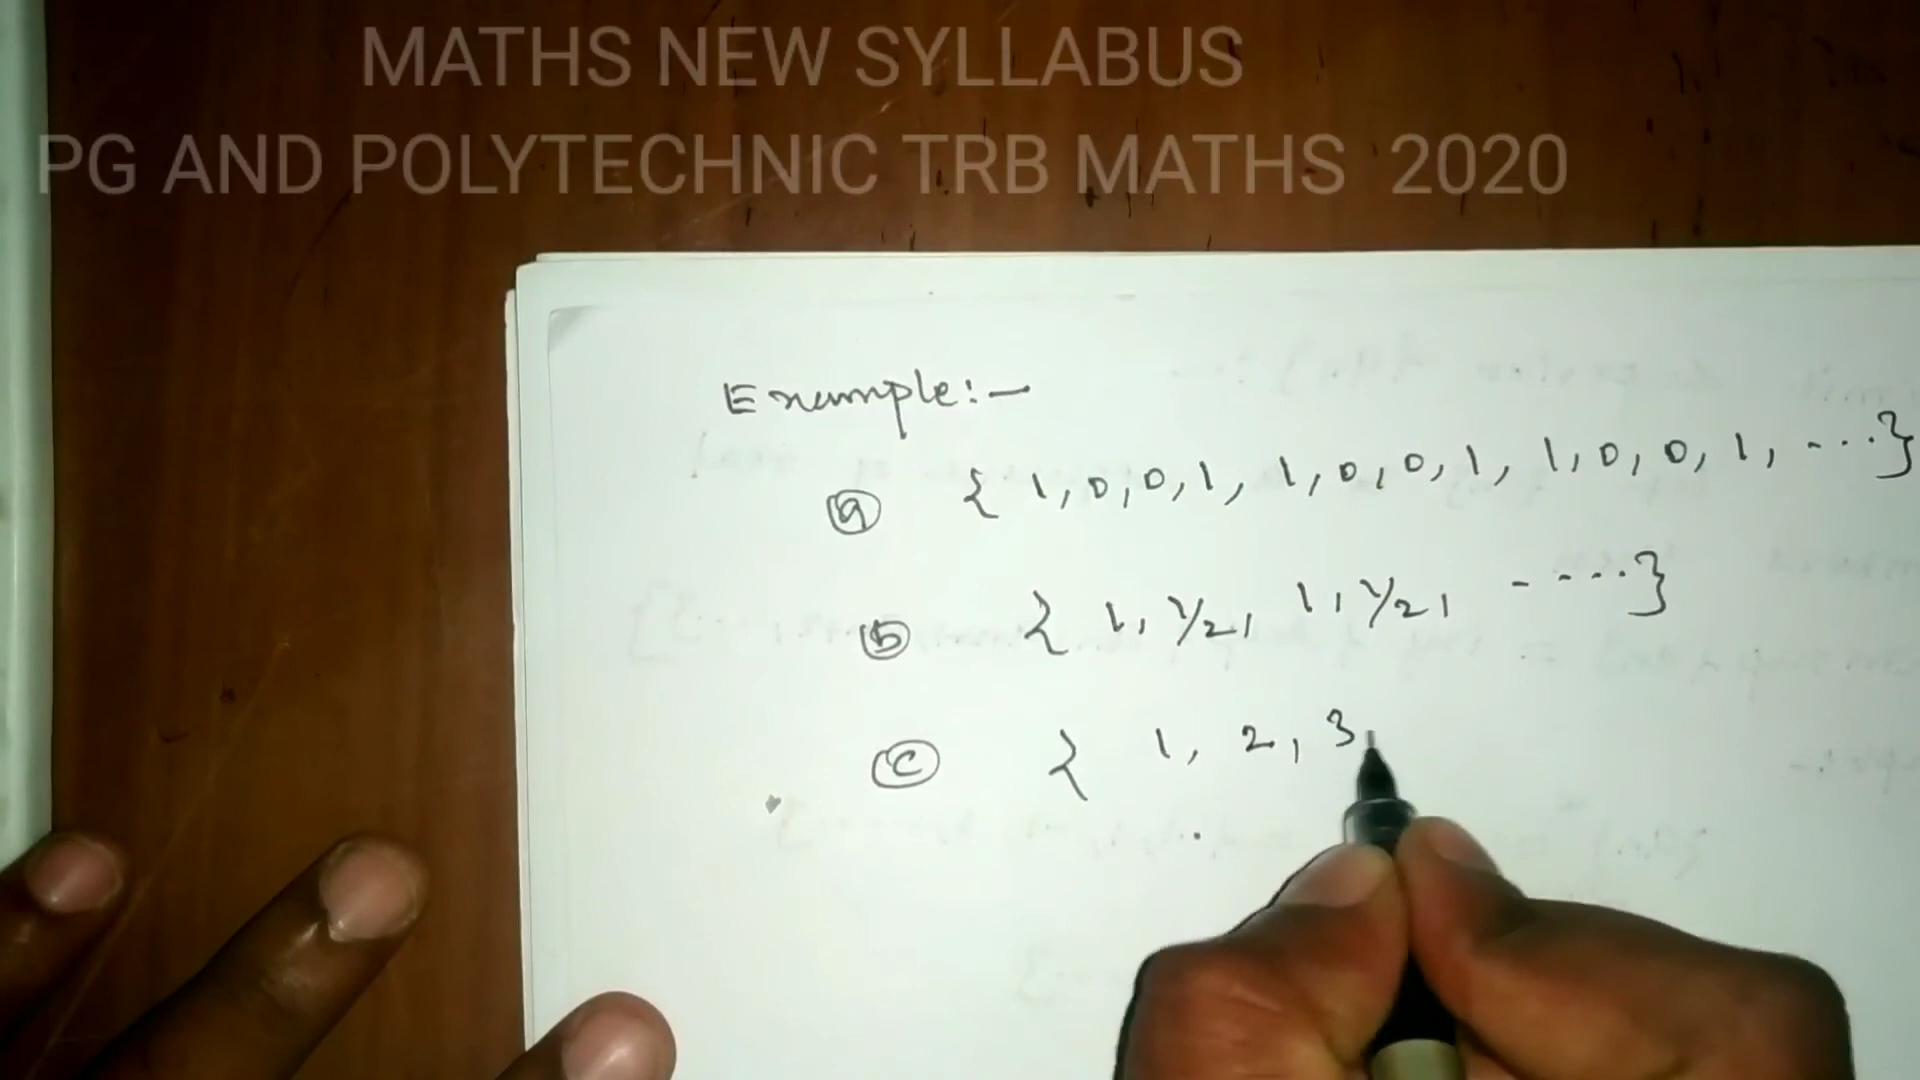 MATHS NEW SYLLABUS
PG AND POLYTECHNIC TRB MATHS 2020
Example:-
(a) { 1, 0, 0, 1, 1, 0, 0, 1, 1, 0, 0, 1, ....}
(b) { 1, 1/2, 1, 1/2, .....}
(c) { 1, 2, 3,